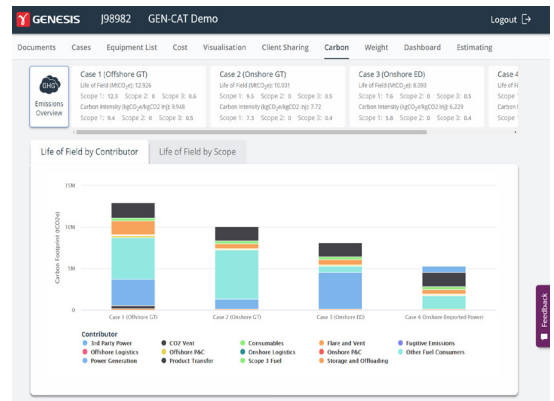 GENESIS J98982 GEN-CAT Demo Logout
Documents Cases Equipment List Cost Visualisation Client Sharing Carbon Weight Dashboard Estimating
GHG
Emissions
Overview
Case 1 (Offshore GT)
Life of Field (MtCO₂e): 12.926
Scope 1: 12.3 Scope 2: 0 Scope 3: 0.6
Carbon Intensity (kgCO₂e/kgCO2 inj): 9.948
Scope 1: 9.4 Scope 2: 0 Scope 3: 0.5
Case 2 (Onshore GT)
Life of Field (MtCO₂e): 10.031
Scope 1: 9.5 Scope 2: 0 Scope 3: 0.5
Carbon Intensity (kgCO₂e/kgCO2 inj): 7.72
Scope 1: 7.3 Scope 2: 0 Scope 3: 0.4
Case 3 (Onshore ED)
Life of Field (MtCO₂e): 8.093
Scope 1: 7.6 Scope 2: 0 Scope 3: 0.5
Carbon Intensity (kgCO₂e/kgCO2 inj): 6.229
Scope 1: 5.8 Scope 2: 0 Scope 3: 0.4
Case 4
Life of Fi
Scope 1:
Carbon I
Scope
Life of Field by Contributor Life of Field by Scope
15M
10M
5M
0
Carbon Footprint (tCO2e)
Case 1 (Offshore GT) Case 2 (Onshore GT) Case 3 (Onshore ED) Case 4 Onshore (Imported Power)
Contributor
3rd Party Power CO2 Vent Consumables Flare and Vent Fugitive Emissions
Offshore Logistics Offshore P&C Onshore Logistics Onshore P&C Other Fuel Consumers
Power Generation Product Transfer Scope 3 Fuel Storage and Offloading
Feedback